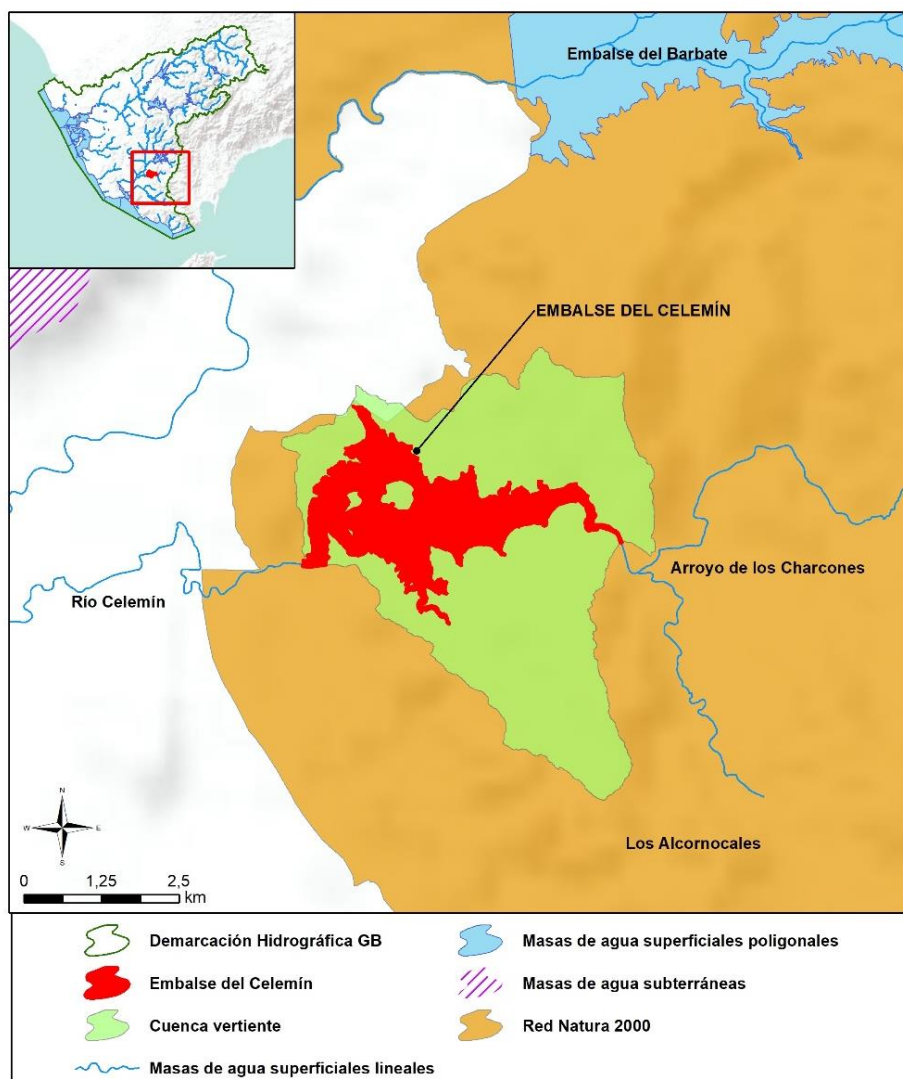 Embalse del Barbate
EMBALSE DEL CELEMÍN
Arroyo de los Charcones
Río Celemín
Los Alcornocales
N
W E
S
0 1,25 2,5
km
Demarcación Hidrográfica GB
Masas de agua superficiales poligonales
Embalse del Celemín
Masas de agua subterráneas
Cuenca vertiente
Red Natura 2000
Masas de agua superficiales lineales